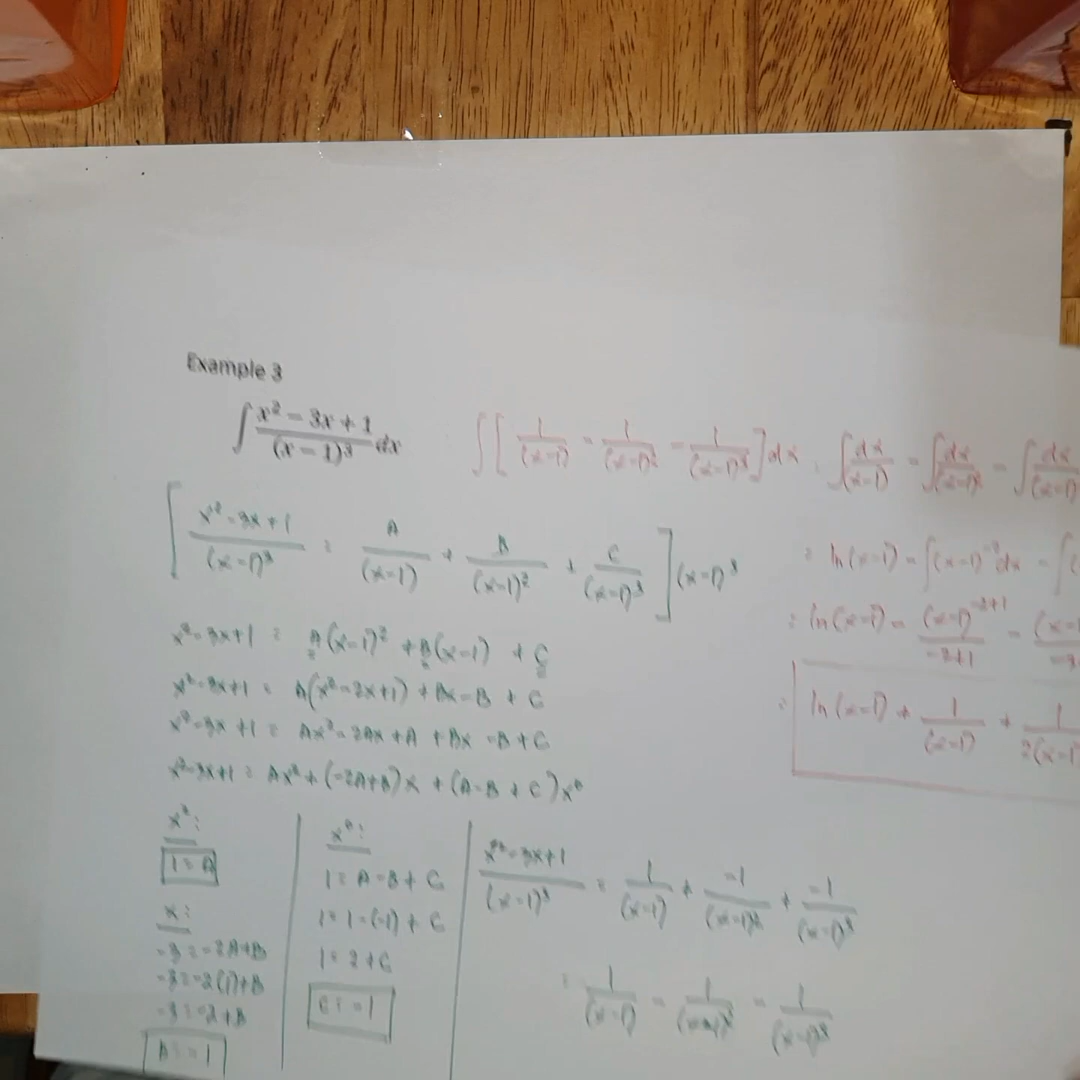 Example 3
∫ (x² − 3x + 1)/(x − 1)³ dx
[ (x²−3x+1)/(x−1)³ = A/(x−1) + B/(x−1)² + C/(x−1)³ ] (x−1)³
x²−3x+1 = A(x−1)² + B(x−1) + C
x²−3x+1 = A(x²−2x+1) + Bx−B + C
x²−3x+1 = Ax²−2Ax+A + Bx −B+C
x²−3x+1 = Ax² + (−2A+B)x + (A−B+C)x⁰
x²:
1 = A
x:
−3 = −2A+B
−3 = −2(1)+B
−3 = −2+B
B = −1
x⁰:
1 = A−B+C
1 = 1−(−1)+C
1 = 2+C
C = −1
(x²−3x+1)/(x−1)³ = 1/(x−1) + −1/(x−1)² + −1/(x−1)³
= 1/(x−1) − 1/(x−1)² − 1/(x−1)³
∫[ 1/(x−1) − 1/(x−1)² − 1/(x−1)³ ]dx = ∫dx/(x−1) − ∫dx/(x−1)² − ∫dx/(x−1)
= ln(x−1) − ∫(x−1)⁻²dx − ∫(
= ln(x−1) − (x−1)⁻²⁺¹/−2+1 − (x−1/−3
= ln(x−1) + 1/(x−1) + 1/2(x−1)